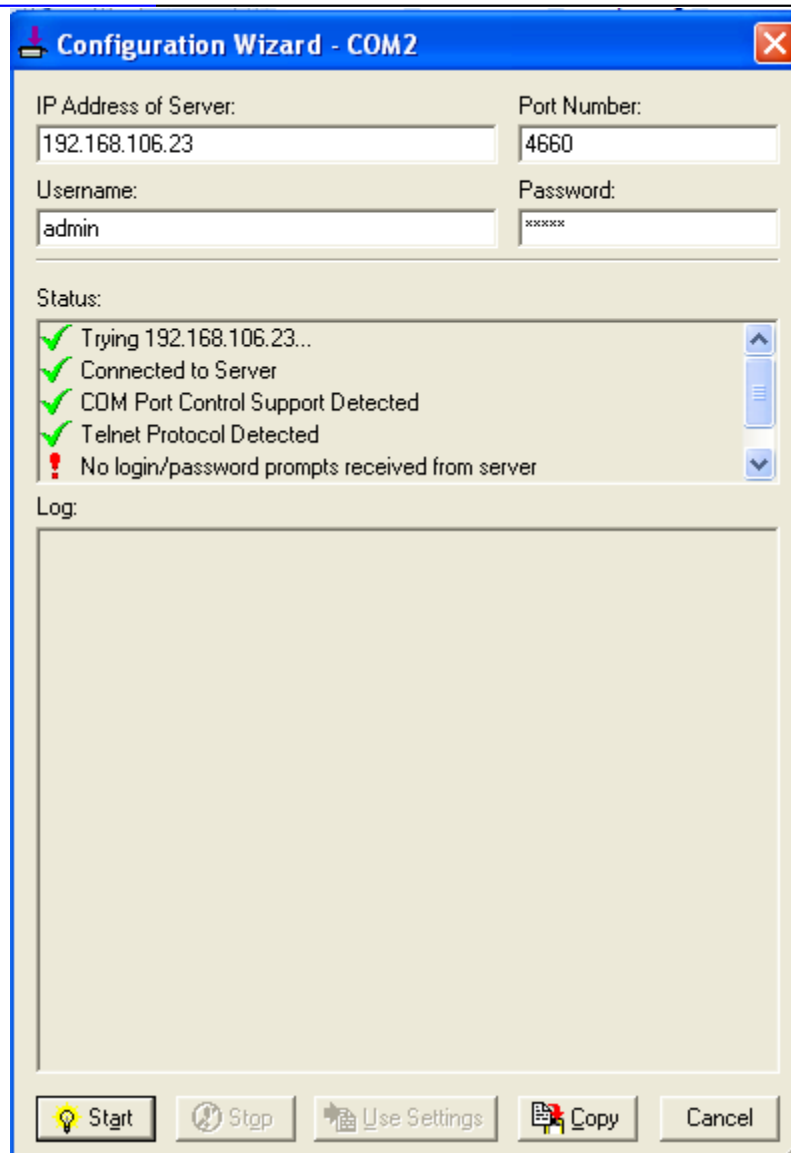 Configuration Wizard - COM2
IP Address of Server:
Port Number:
192.168.106.23
4660
Username:
Password:
admin
*****
Status:
Trying 192.168.106.23...
Connected to Server
COM Port Control Support Detected
Telnet Protocol Detected
No login/password prompts received from server
Log:
Start
Stop
Use Settings
Copy
Cancel